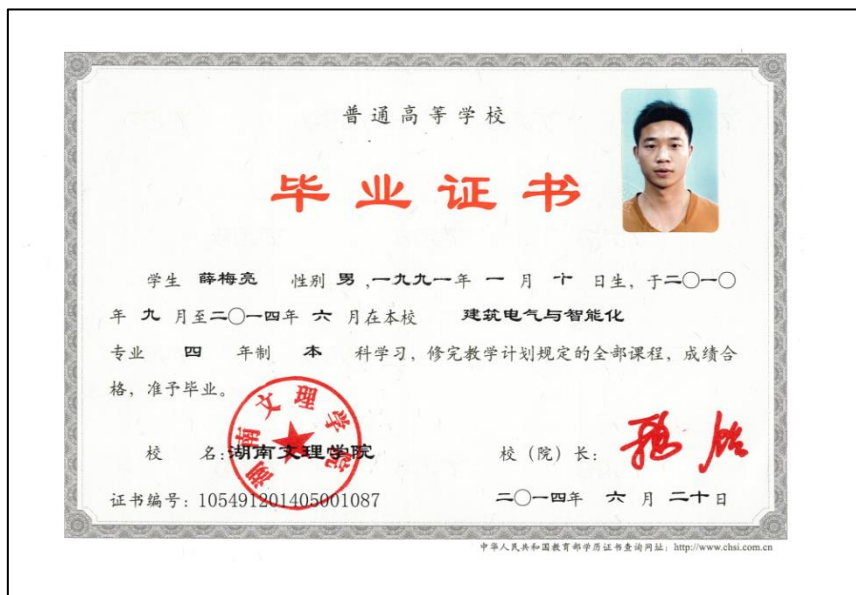 普通高等学校
毕业证书
学生 薛梅亮 性别 男 ,一九九一年 一 月 十 日生, 于二〇一〇
年 九 月至二〇一四年 六 月在本校 建筑电气与智能化
专业 四 年制 本 科学习, 修完教学计划规定的全部课程, 成绩合
格, 准予毕业。
湖南文理学院
校 名:湖南文理学院 校(院)长:
证书编号: 105491201405001087 二〇一四年 六 月 二十日
中华人民共和国教育部学历证书查询网址: http://www.chsi.com.cn